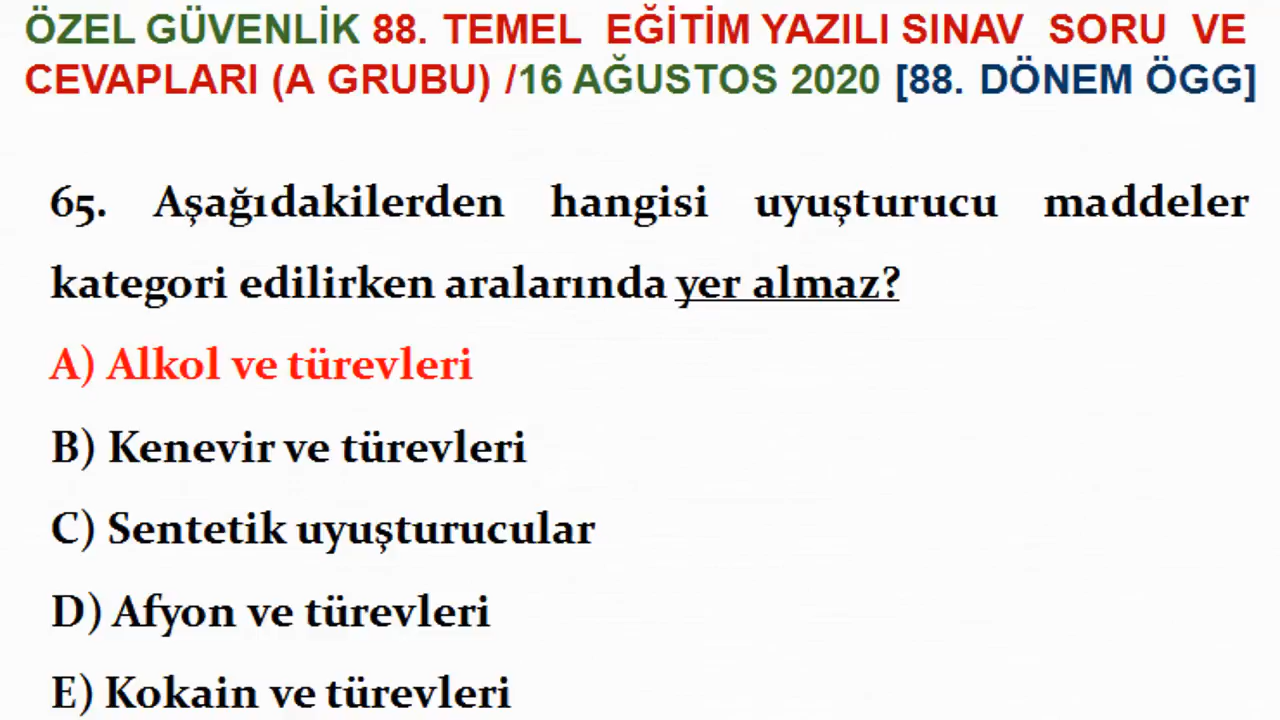 ÖZEL GÜVENLİK 88. TEMEL EĞİTİM YAZILI SINAV SORU VE
CEVAPLARI (A GRUBU) /16 AĞUSTOS 2020 [88. DÖNEM ÖGG]
65. Aşağıdakilerden hangisi uyuşturucu maddeler
kategori edilirken aralarında yer almaz?
A) Alkol ve türevleri
B) Kenevir ve türevleri
C) Sentetik uyuşturucular
D) Afyon ve türevleri
E) Kokain ve türevleri